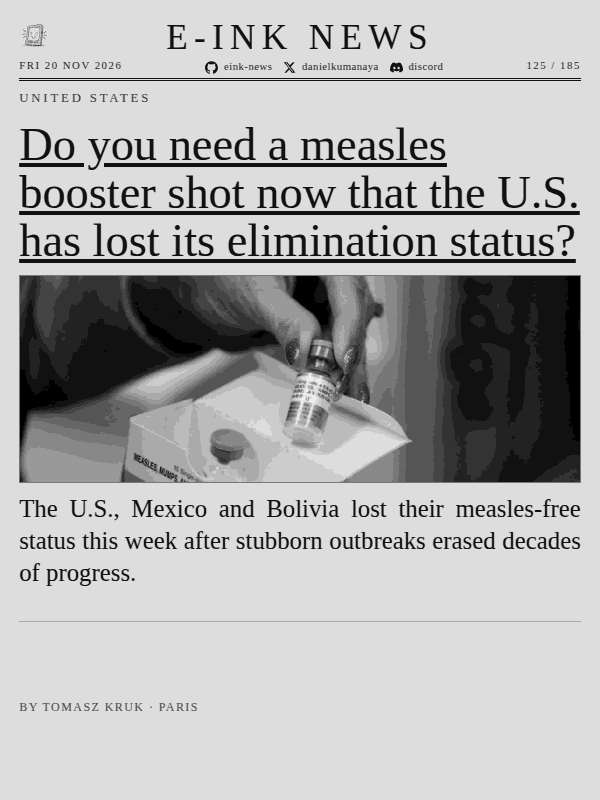 E-INK NEWS
FRI 20 NOV 2026
eink-news danielkumanaya discord
125 / 185
UNITED STATES
Do you need a measles
booster shot now that the U.S.
has lost its elimination status?
MEASLES, MUMPS,
The U.S., Mexico and Bolivia lost their measles-free
status this week after stubborn outbreaks erased decades
of progress.
BY TOMASZ KRUK · PARIS